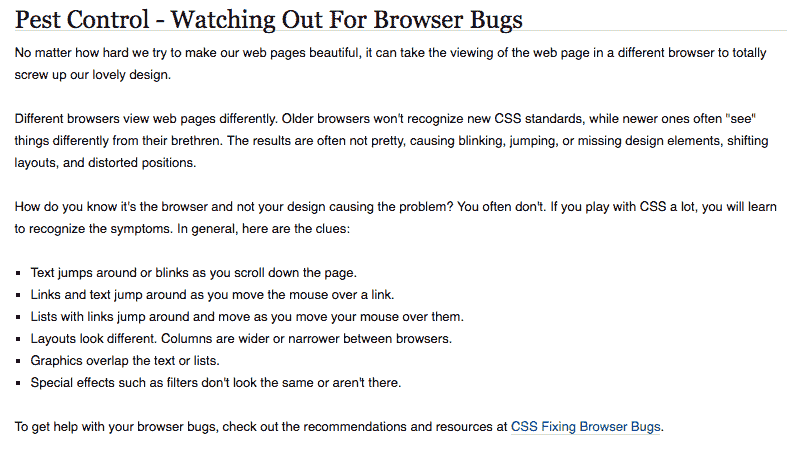 Pest Control - Watching Out For Browser Bugs
No matter how hard we try to make our web pages beautiful, it can take the viewing of the web page in a different browser to totally
screw up our lovely design.
Different browsers view web pages differently. Older browsers won't recognize new CSS standards, while newer ones often "see"
things differently from their brethren. The results are often not pretty, causing blinking, jumping, or missing design elements, shifting
layouts, and distorted positions.
How do you know it's the browser and not your design causing the problem? You often don't. If you play with CSS a lot, you will learn
to recognize the symptoms. In general, here are the clues:
▪ Text jumps around or blinks as you scroll down the page.
▪ Links and text jump around as you move the mouse over a link.
▪ Lists with links jump around and move as you move your mouse over them.
▪ Layouts look different. Columns are wider or narrower between browsers.
▪ Graphics overlap the text or lists.
▪ Special effects such as filters don't look the same or aren't there.
To get help with your browser bugs, check out the recommendations and resources at CSS Fixing Browser Bugs.